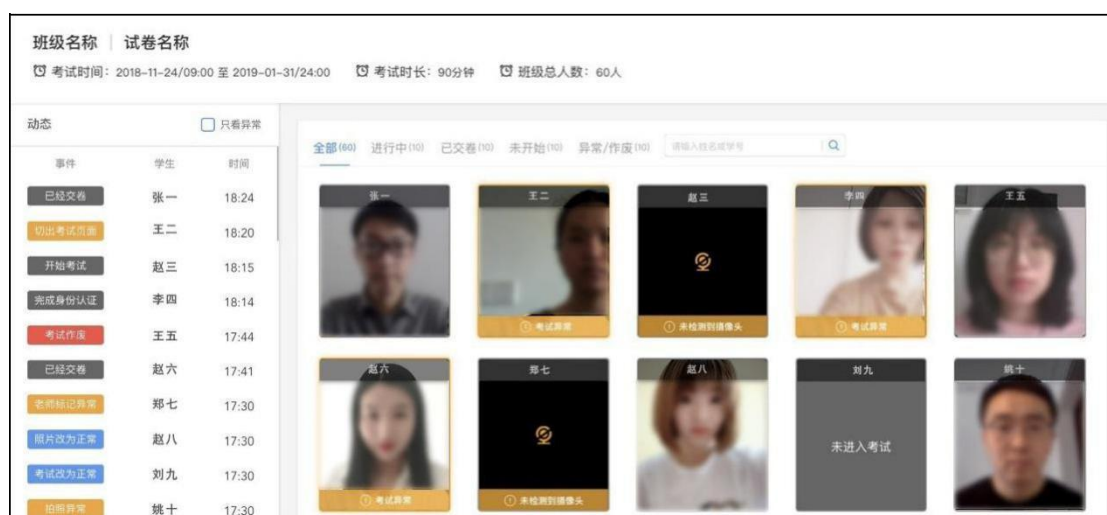 班级名称 | 试卷名称
考试时间：2018-11-24/09:00 至 2019-01-31/24:00 考试时长：90分钟 班级总人数：60人
动态 只看异常
全部(60) 进行中(10) 已交卷(10) 未开始(10) 异常/作废(10) 请输入姓名或学号
事件 学生 时间
已经交卷 张一 18:24
切出考试页面 王二 18:20
开始考试 赵三 18:15
完成身份认证 李四 18:14
考试作废 王五 17:44
已经交卷 赵六 17:41
老师标记异常 郑七 17:30
照片改为正常 赵八 17:30
考试改为正常 刘九 17:30
拍照异常 姚十 17:30
张一 王二 赵三 李四 王五
考试异常 未检测到摄像头 考试异常
赵六 郑七 赵八 刘九 姚十
未进入考试
考试异常 未检测到摄像头